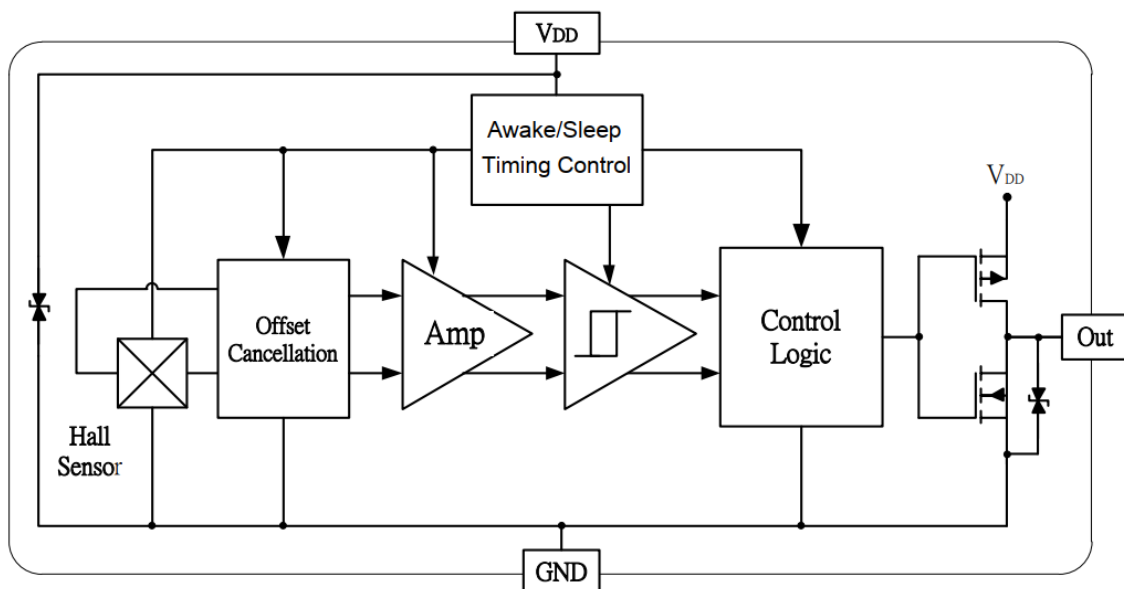 VDD
Awake/Sleep
Timing Control
VDD
Offset
Cancellation
Amp
Control
Logic
Out
Hall
Sensor
GND